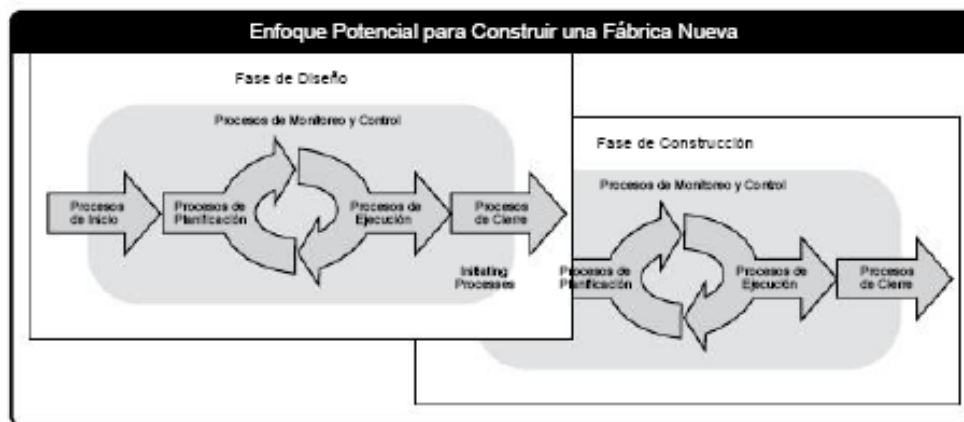 Enfoque Potencial para Construir una Fábrica Nueva
Fase de Diseño
Procesos de Monitoreo y Control
Procesos
de Inicio
Procesos de
Planificación
Procesos de
Ejecución
Procesos
de Cierre
Initiating
Processes
Fase de Construcción
Procesos de Monitoreo y Control
Procesos de
Planificación
Procesos de
Ejecución
Procesos
de Cierre